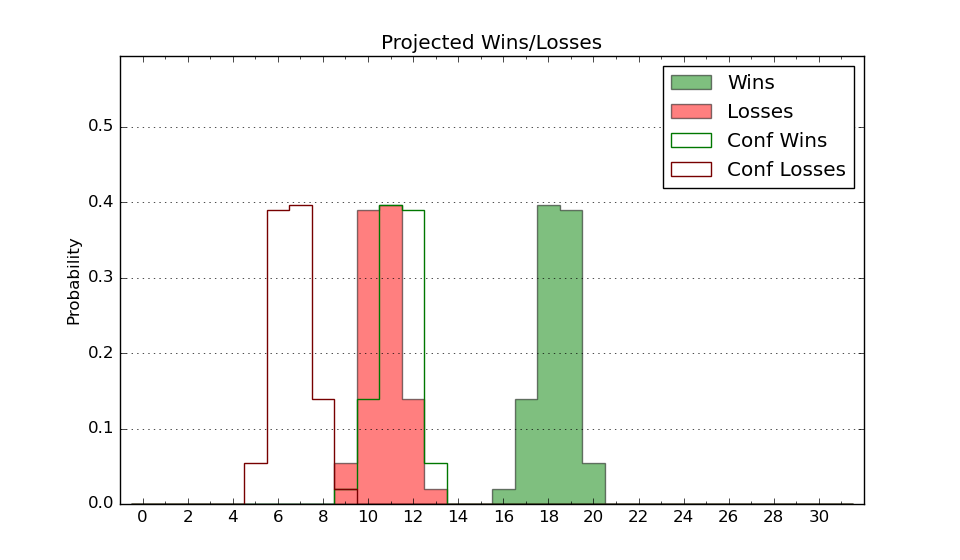 Projected Wins/Losses
Wins
Losses
Conf Wins
Conf Losses
Probability
0.5
0.4
0.3
0.2
0.1
0.0
0 2 4 6 8 10 12 14 16 18 20 22 24 26 28 30